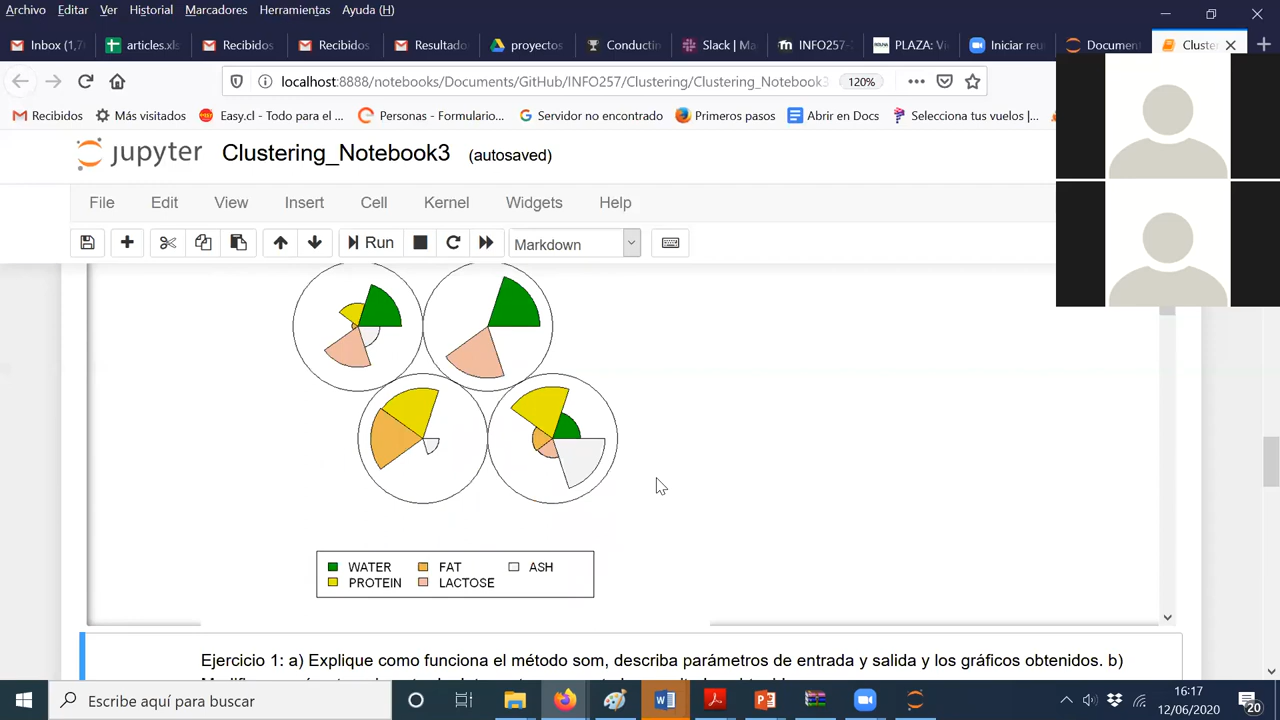 Archivo Editar Ver Historial Marcadores Herramientas Ayuda (H)
Inbox (1,7 articles.xls Recibidos Recibidos Resultado proyectos Conductin Slack | Ma INFO257- PLAZA: Vi Iniciar reu Document Cluste
localhost:8888/notebooks/Documents/GitHub/INFO257/Clustering/Clustering_Notebook3 120%
Recibidos Más visitados Easy.cl - Todo para el ... Personas - Formulario... Servidor no encontrado Primeros pasos Abrir en Docs Selecciona tus vuelos | ...
jupyter Clustering_Notebook3 (autosaved)
File Edit View Insert Cell Kernel Widgets Help
Run Markdown
WATER FAT ASH
PROTEIN LACTOSE
Ejercicio 1: a) Explique como funciona el método som, describa parámetros de entrada y salida y los gráficos obtenidos. b)
Escribe aquí para buscar
16:17
12/06/2020
20